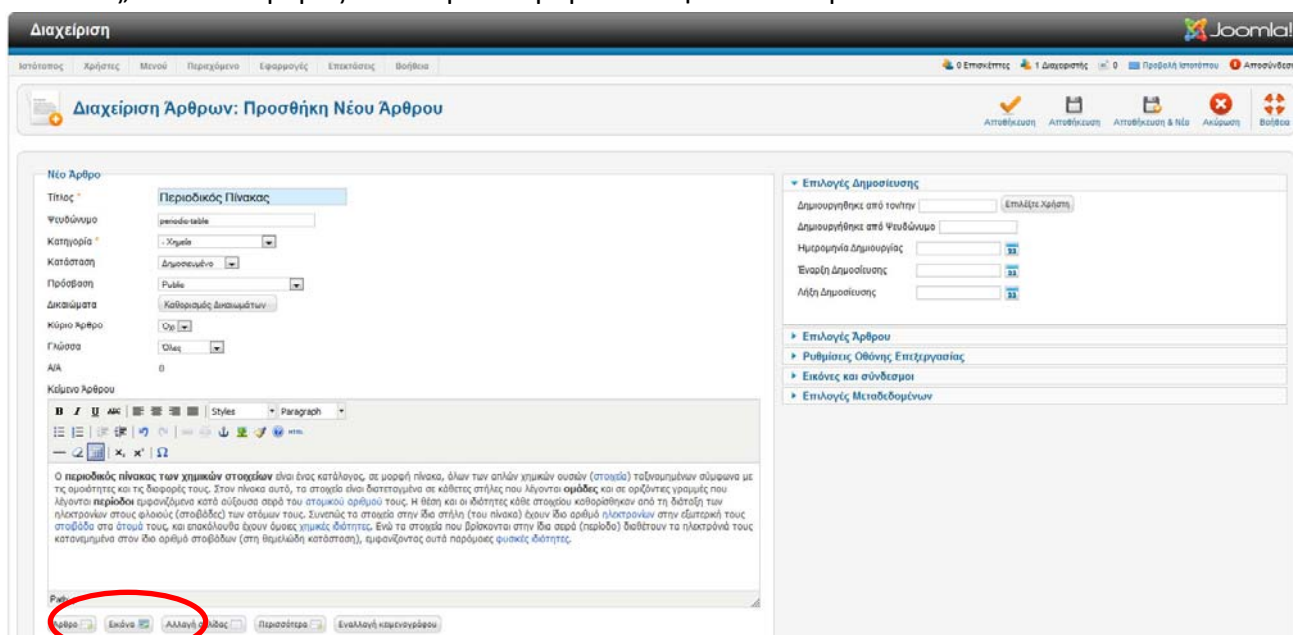 Διαχείριση
Joomla!
Ιστότοπος Χρήστες Μενού Περιεχόμενο Εφαρμογές Επεκτάσεις Βοήθεια
0 Επισκέπτες 1 Διαχειριστής 0 Προβολή Ιστοτόπου Αποσύνδεση
Διαχείριση Άρθρων: Προσθήκη Νέου Άρθρου
Αποθήκευση Αποθήκευση Αποθήκευση & Νέο Ακύρωση Βοήθεια
Νέο Άρθρο
Τίτλος * Περιοδικός Πίνακας
Ψευδώνυμο periodic-table
Κατηγορία * - Χημεία
Κατάσταση Δημοσιευμένο
Πρόσβαση Public
Δικαιώματα Καθορισμός Δικαιωμάτων
Κύριο Άρθρο Όχι
Γλώσσα Όλες
Α/Α 0
Κείμενο Άρθρου
B I U ABC Styles Paragraph
HTML
Ω
Ο περιοδικός πίνακας των χημικών στοιχείων είναι ένας κατάλογος, σε μορφή πίνακα, όλων των απλών χημικών ουσιών (στοιχεία) ταξινομημένων σύμφωνα με
τις ομοιότητες και τις διαφορές τους. Στον πίνακα αυτό, τα στοιχεία είναι διατεταγμένα σε κάθετες στήλες που λέγονται ομάδες και σε οριζόντιες γραμμές που
λέγονται περίοδοι εμφανιζόμενα κατά αύξουσα σειρά του ατομικού αριθμού τους. Η θέση και οι ιδιότητες κάθε στοιχείου καθορίσθηκαν από τη διάταξη των
ηλεκτρονίων στους φλοιούς (στοιβάδες) των ατόμων τους. Συνεπώς τα στοιχεία στην ίδια στήλη (του πίνακα) έχουν ίδιο αριθμό ηλεκτρονίων στην εξωτερική τους
στοιβάδα στα άτομά τους, και επακόλουθα έχουν όμοιες χημικές ιδιότητες. Ενώ τα στοιχεία που βρίσκονται στην ίδια σειρά (περίοδο) διαθέτουν τα ηλεκτρόνιά τους
κατανεμημένα στον ίδιο αριθμό στοιβάδων (στη θεμελιώδη κατάσταση), εμφανίζοντας αυτά παρόμοιες φυσικές ιδιότητες.
Path:
Άρθρο Εικόνα Αλλαγή σελίδας Περισσότερα Εναλλαγή κειμενογράφου
Επιλογές Δημοσίευσης
Δημιουργήθηκε από τον/την Επιλέξτε Χρήστη
Δημιουργήθηκε από Ψευδώνυμο
Ημερομηνία Δημιουργίας
Έναρξη Δημοσίευσης
Λήξη Δημοσίευσης
Επιλογές Άρθρου
Ρυθμίσεις Οθόνης Επεξεργασίας
Εικόνες και σύνδεσμοι
Επιλογές Μεταδεδομένων